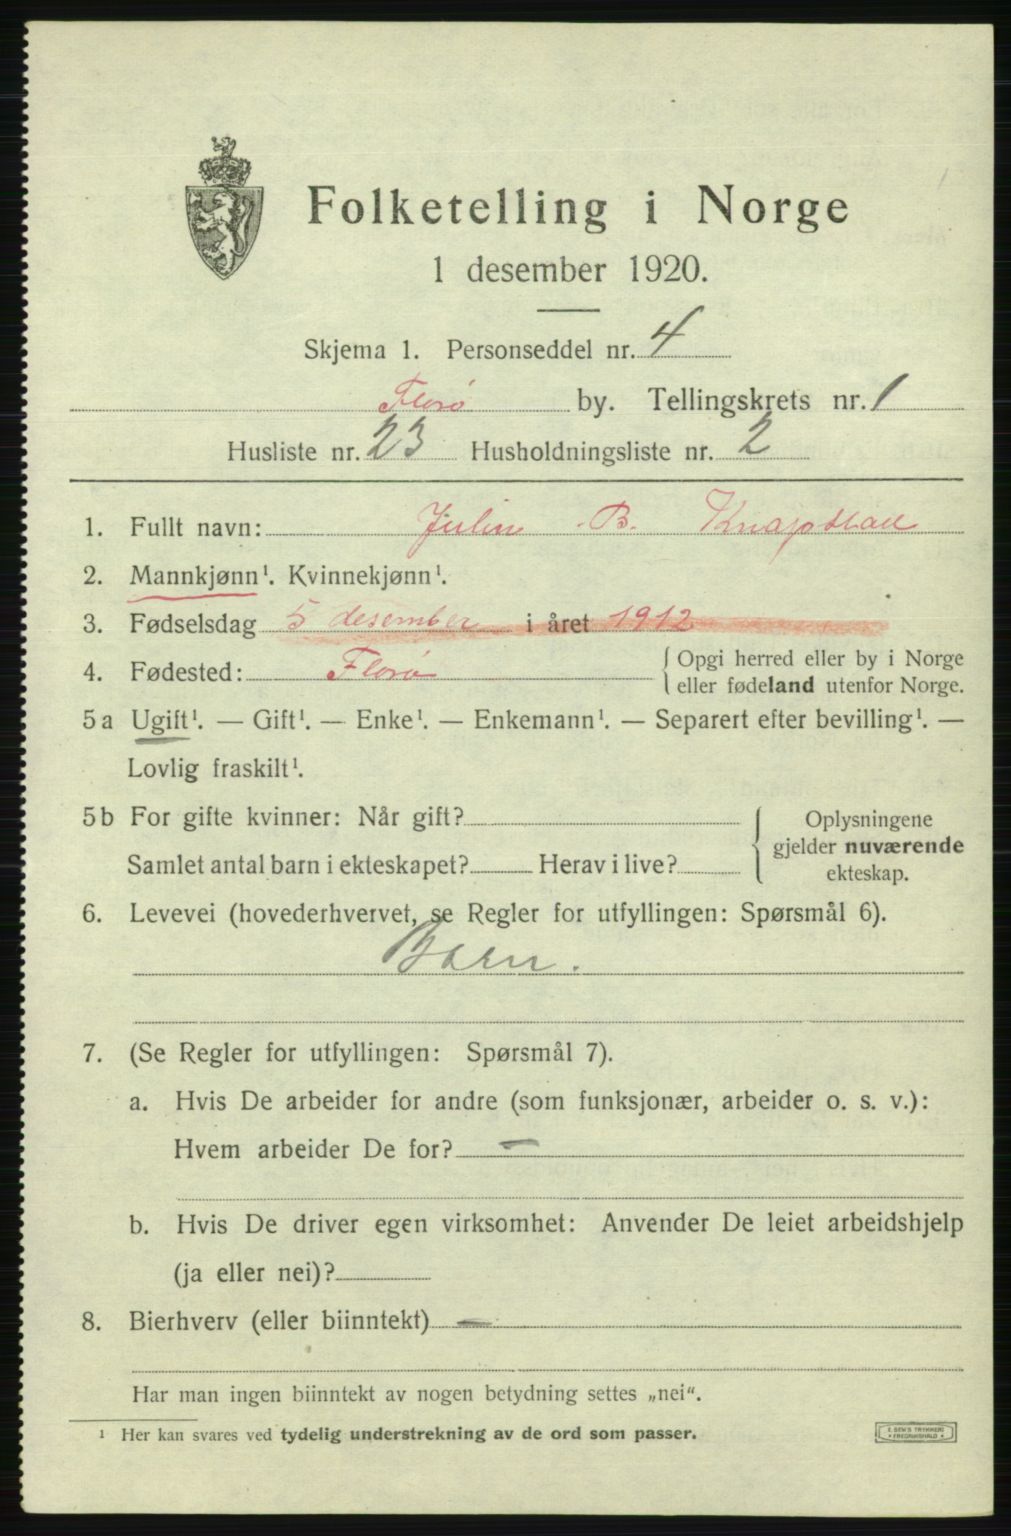 Folketelling i Norge
1 desember 1920.
Skjema 1. Personseddel nr. 4
Florø by. Tellingskrets nr. 1
Husliste nr. 23 Husholdningsliste nr. 2
1. Fullt navn: Julin B. Knapstad
2. Mannkjønn¹. Kvinnekjønn¹.
3. Fødselsdag 5 desember i året 1912
4. Fødested: Florø { Opgi herred eller by i Norge
eller fødeland utenfor Norge.
5 a Ugift¹. — Gift¹. — Enke¹. — Enkemann¹. — Separert efter bevilling¹. —
Lovlig fraskilt¹.
5 b For gifte kvinner: Når gift?
Samlet antal barn i ekteskapet? Herav i live?
{ Oplysningene
gjelder nuværende
ekteskap.
6. Levevei (hovederhvervet, se Regler for utfyllingen: Spørsmål 6).
Barn.
7. (Se Regler for utfyllingen: Spørsmål 7).
a. Hvis De arbeider for andre (som funksjonær, arbeider o. s. v.):
Hvem arbeider De for? —
b. Hvis De driver egen virksomhet: Anvender De leiet arbeidshjelp
(ja eller nei)?
8. Bierhverv (eller biinntekt) —
Har man ingen biinntekt av nogen betydning settes „nei“.
¹ Her kan svares ved tydelig understrekning av de ord som passer.
E. SEM'S TRYKKERI
• FREDRIKSHALD •